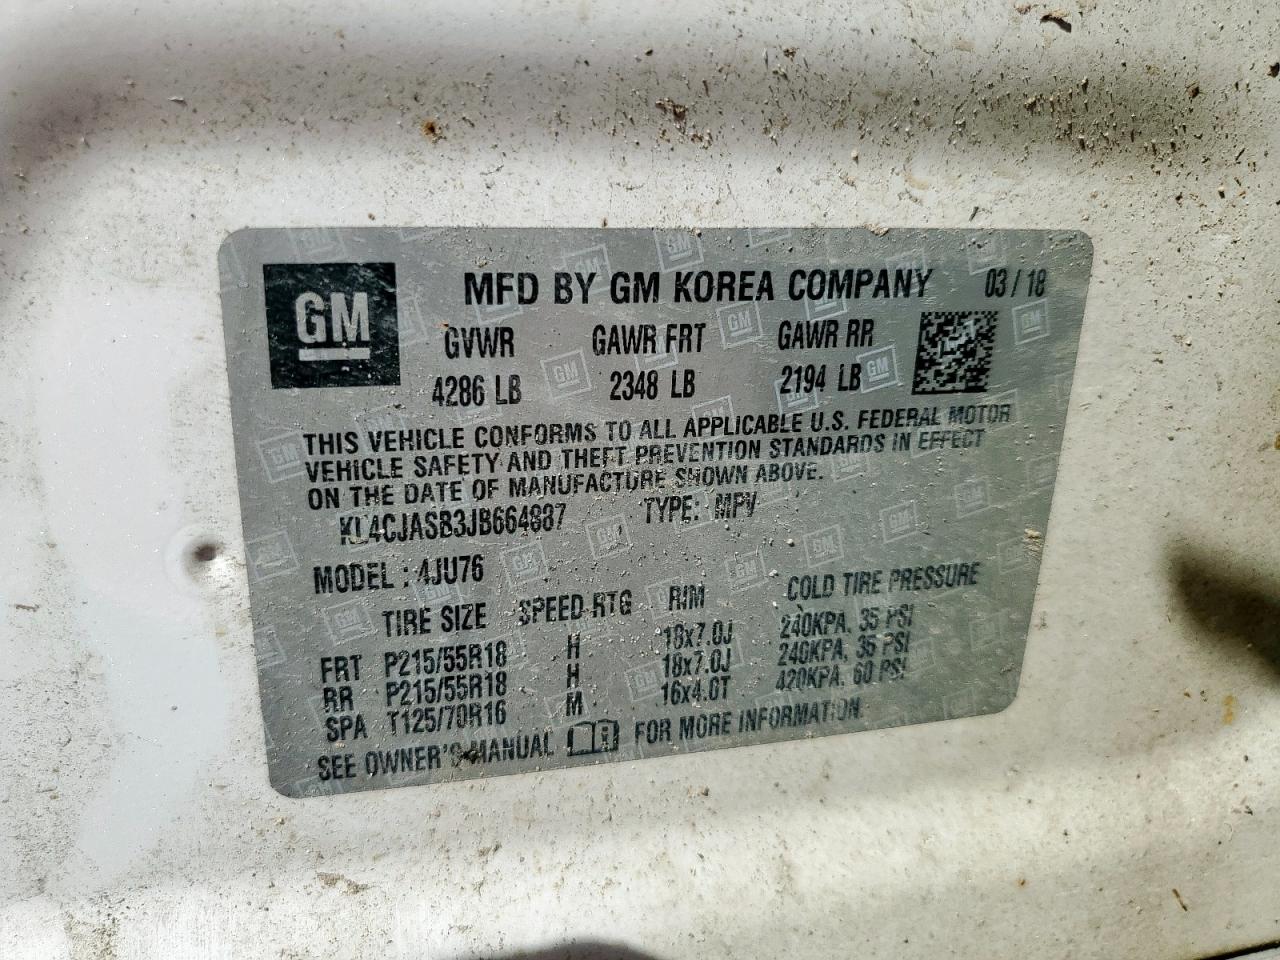 GM
MFD BY GM KOREA COMPANY 03/18
GVWR GAWR FRT GAWR RR
4286 LB 2348 LB 2194 LB
THIS VEHICLE CONFORMS TO ALL APPLICABLE U.S. FEDERAL MOTOR
VEHICLE SAFETY AND THEFT PREVENTION STANDARDS IN EFFECT
ON THE DATE OF MANUFACTURE SHOWN ABOVE.
KL4CJASB3JB664887 TYPE: MPV
MODEL : 4JU76
TIRE SIZE SPEED RTG RIM COLD TIRE PRESSURE
FRT P215/55R18 H 18x7.0J 240KPA, 35 PSI
RR P215/55R18 H 18x7.0J 240KPA, 35 PSI
SPA T125/70R16 M 16x4.0T 420KPA, 60 PSI
SEE OWNER'S MANUAL FOR MORE INFORMATION.